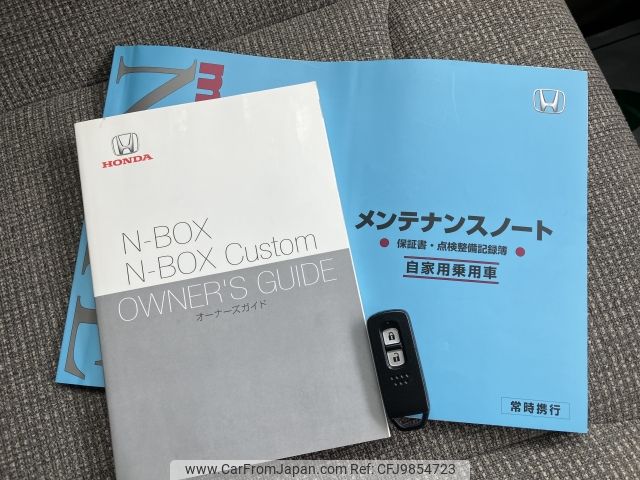 HONDA
N-BOX
N-BOX Custom
OWNER'S GUIDE
オーナーズガイド
メンテナンスノート
保証書・点検整備記録簿
自家用乗用車
常時携行
www.CarFromJapan.com ID:CFJ9854723